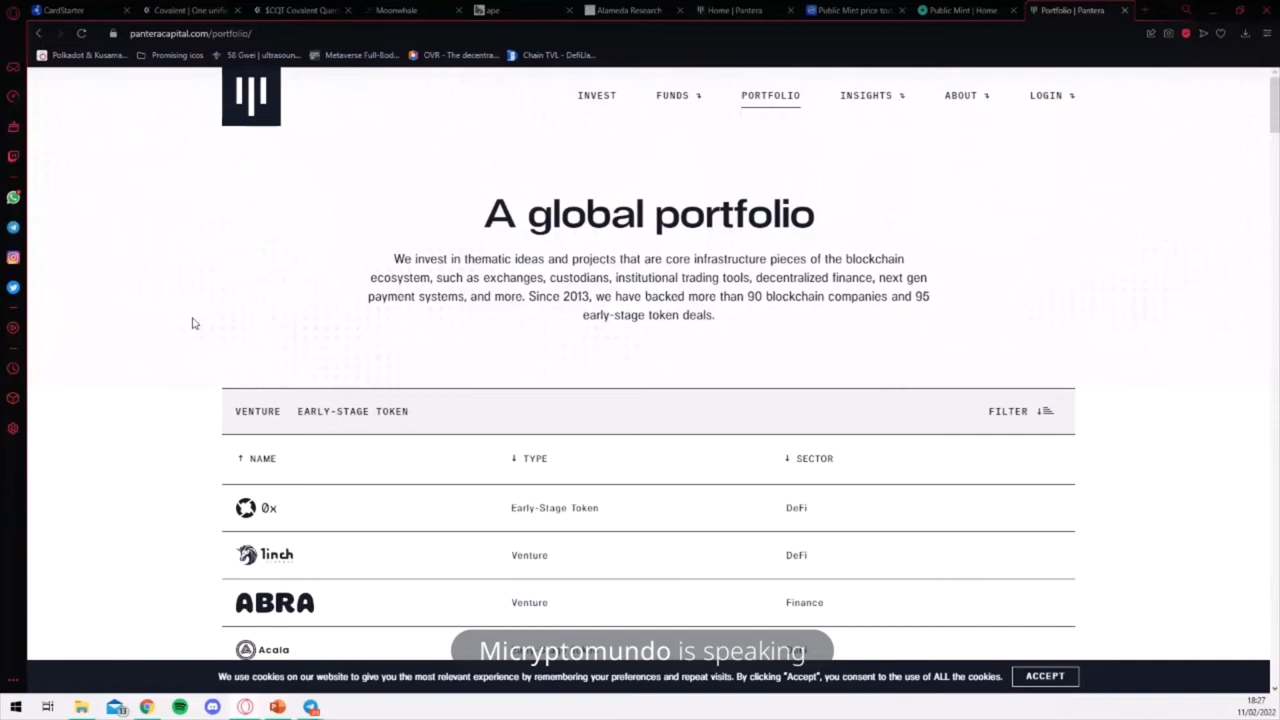 CardStarter
Covalent | One unifie
$CQT Covalent Quer
Moonwhale
ape
Alameda Research
Home | Pantera
Public Mint price tod
Public Mint | Home
Portfolio | Pantera
panteracapital.com/portfolio/
Polkadot & Kusama...
Promising icos
58 Gwei | ultrasoun...
Metaverse Full-Bod...
OVR - The decentra...
Chain TVL - DefiLla...
INVEST
FUNDS
PORTFOLIO
INSIGHTS
ABOUT
LOGIN
A global portfolio
We invest in thematic ideas and projects that are core infrastructure pieces of the blockchain
ecosystem, such as exchanges, custodians, institutional trading tools, decentralized finance, next gen
payment systems, and more. Since 2013, we have backed more than 90 blockchain companies and 95
early-stage token deals.
VENTURE EARLY-STAGE TOKEN
FILTER
↑ NAME
↓ TYPE
↓ SECTOR
0x
Early-Stage Token
DeFi
1inch
Venture
DeFi
ABRA
Venture
Finance
Acala
Micryptomundo is speaking
We use cookies on our website to give you the most relevant experience by remembering your preferences and repeat visits. By clicking "Accept", you consent to the use of ALL the cookies.
ACCEPT
13
18:27
11/02/2022